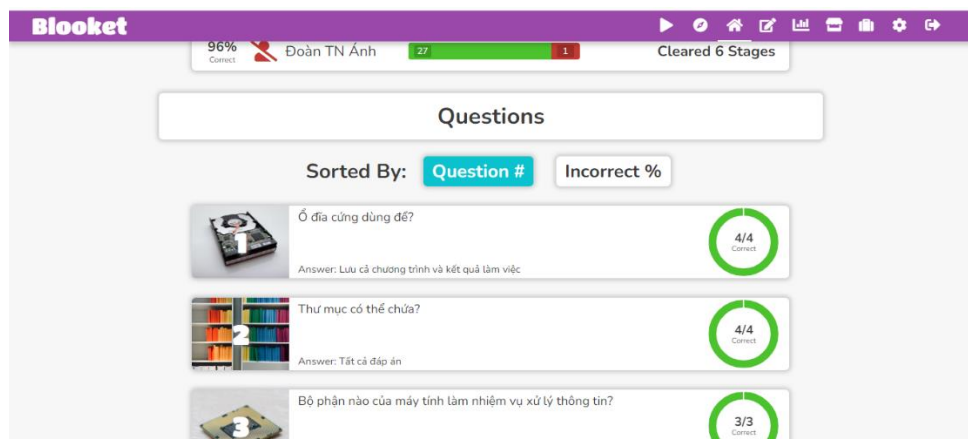 Blooket
96%
Correct
Đoàn TN Ánh
27
1
Cleared 6 Stages
Questions
Sorted By:
Question #
Incorrect %
1
Ổ đĩa cứng dùng để?
Answer: Lưu cả chương trình và kết quả làm việc
4/4
Correct
2
Thư mục có thể chứa?
Answer: Tất cả đáp án
4/4
Correct
3
Bộ phận nào của máy tính làm nhiệm vụ xử lý thông tin?
3/3
Correct